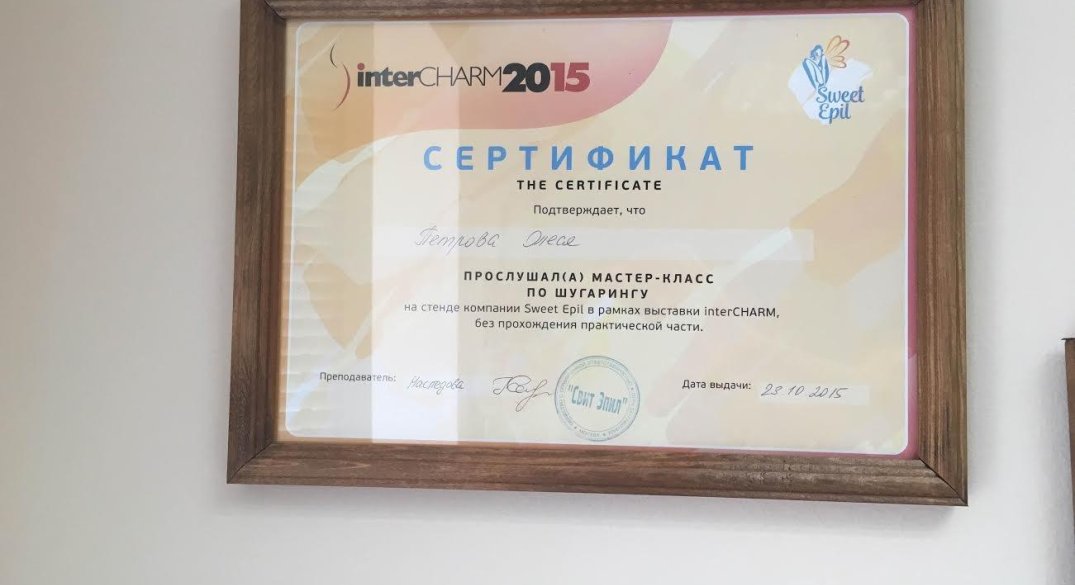 interCHARM2015
Sweet
Epil
СЕРТИФИКАТ
THE CERTIFICATE
Подтверждает, что
Петрова Олеся
ПРОСЛУШАЛ(А) МАСТЕР-КЛАСС
ПО ШУГАРИНГУ
на стенде компании Sweet Epil в рамках выставки interCHARM,
без прохождения практической части.
Преподаватель: Наследова
"Свит Эпил"
Дата выдачи: 23 10 2015